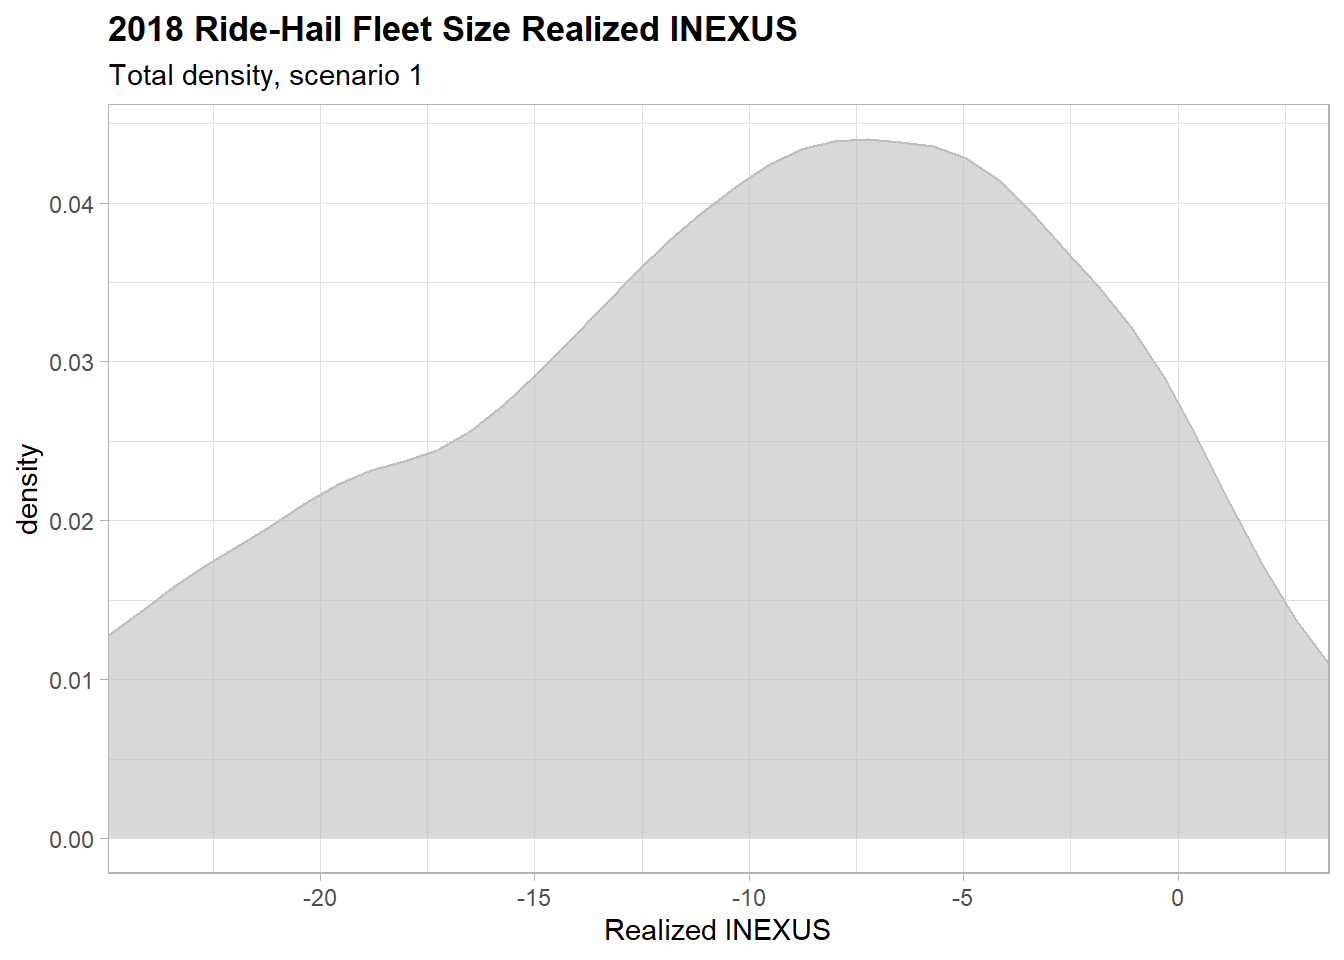 2018 Ride-Hail Fleet Size Realized INEXUS
Total density, scenario 1
0.04
0.03
0.02
0.01
0.00
density
-20
-15
-10
-5
0
Realized INEXUS